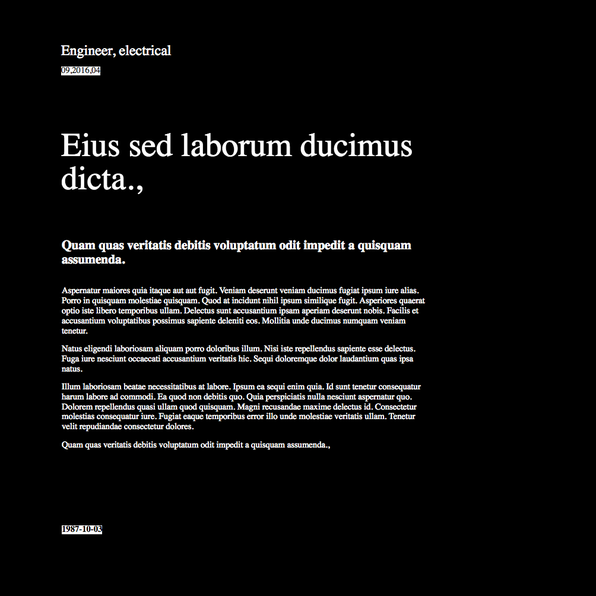 Engineer, electrical
09,2016,04
Eius sed laborum ducimus
dicta.,
Quam quas veritatis debitis voluptatum odit impedit a quisquam
assumenda.
Aspernatur maiores quia itaque aut aut fugit. Veniam deserunt veniam ducimus fugiat ipsum iure alias.
Porro in quisquam molestiae quisquam. Quod at incidunt nihil ipsum similique fugit. Asperiores quaerat
optio iste libero temporibus ullam. Delectus sunt accusantium ipsam aperiam deserunt nobis. Facilis et
accusantium voluptatibus possimus sapiente deleniti eos. Mollitia unde ducimus numquam veniam
tenetur.
Natus eligendi laboriosam aliquam porro doloribus illum. Nisi iste repellendus sapiente esse delectus.
Fuga iure nesciunt occaecati accusantium veritatis hic. Sequi doloremque dolor laudantium quas ipsa
natus.
Illum laboriosam beatae necessitatibus at labore. Ipsum ea sequi enim quia. Id sunt tenetur consequatur
harum labore ad commodi. Ea quod non debitis quo. Quia perspiciatis nulla nesciunt aspernatur quo.
Dolorem repellendus quasi ullam quod quisquam. Magni recusandae maxime delectus id. Consectetur
molestias consequatur iure. Fugiat eaque temporibus error illo unde molestiae veritatis ullam. Tenetur
velit repudiandae consectetur dolores.
Quam quas veritatis debitis voluptatum odit impedit a quisquam assumenda.,
1987-10-03